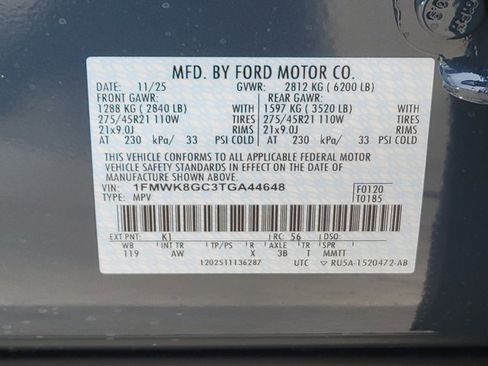 MFD. BY FORD MOTOR CO.
DATE: 11/25 GVWR: 2812 KG ( 6200 LB)
FRONT GAWR: REAR GAWR:
1288 KG ( 2840 LB) WITH 1597 KG ( 3520 LB) WITH
275/45R21 110W TIRES 275/45R21 110W TIRES
21x9.0J RIMS 21x9.0J RIMS
AT 230 kPa/ 33 PSI COLD AT 230 kPa/ 33 PSI COLD
THIS VEHICLE CONFORMS TO ALL APPLICABLE FEDERAL MOTOR
VEHICLE SAFETY STANDARDS IN EFFECT ON THE DATE OF
MANUFACTURE SHOWN ABOVE.
VIN: 1FMWK8GC3TGA44648 F0120
TYPE: MPV T0185
EXT PNT: K1 RC: 56 DSO:
WB INT TR TP/PS R AXLE TR SPR
119 AW X 3B T MMTT
1202511136287 UTC ▽ RU5A-1520472-AB